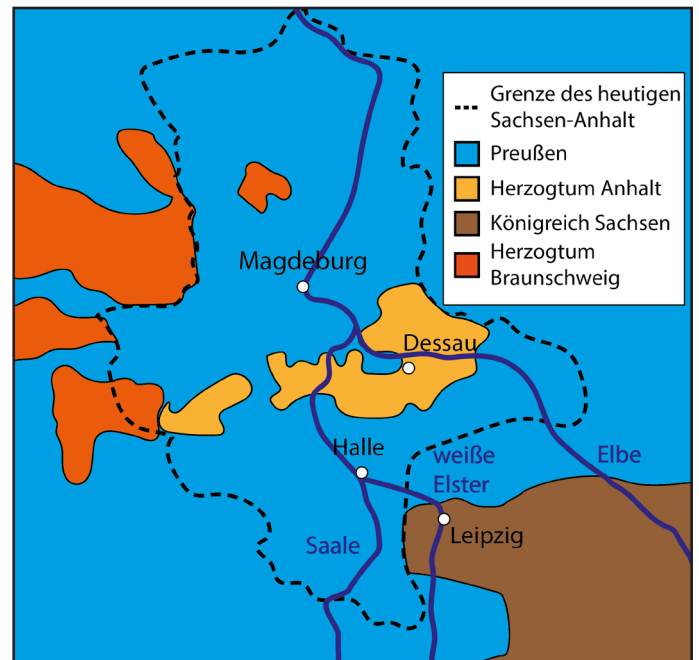 Grenze des heutigen
Sachsen-Anhalt
Preußen
Herzogtum Anhalt
Königreich Sachsen
Herzogtum
Braunschweig
Magdeburg
Dessau
Halle
weiße
Elster
Elbe
Saale
Leipzig